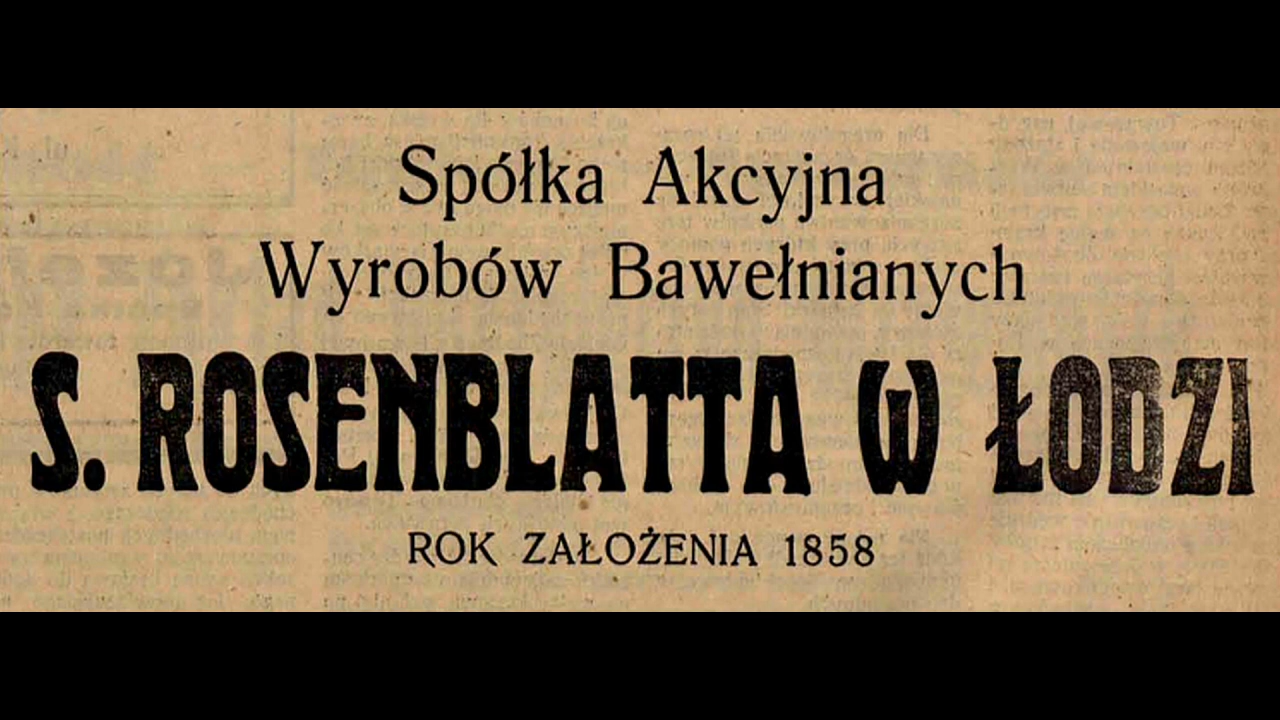 Spółka Akcyjna
Wyrobów Bawełnianych
S. ROSENBLATTA W ŁODZI
ROK ZAŁOŻENIA 1858